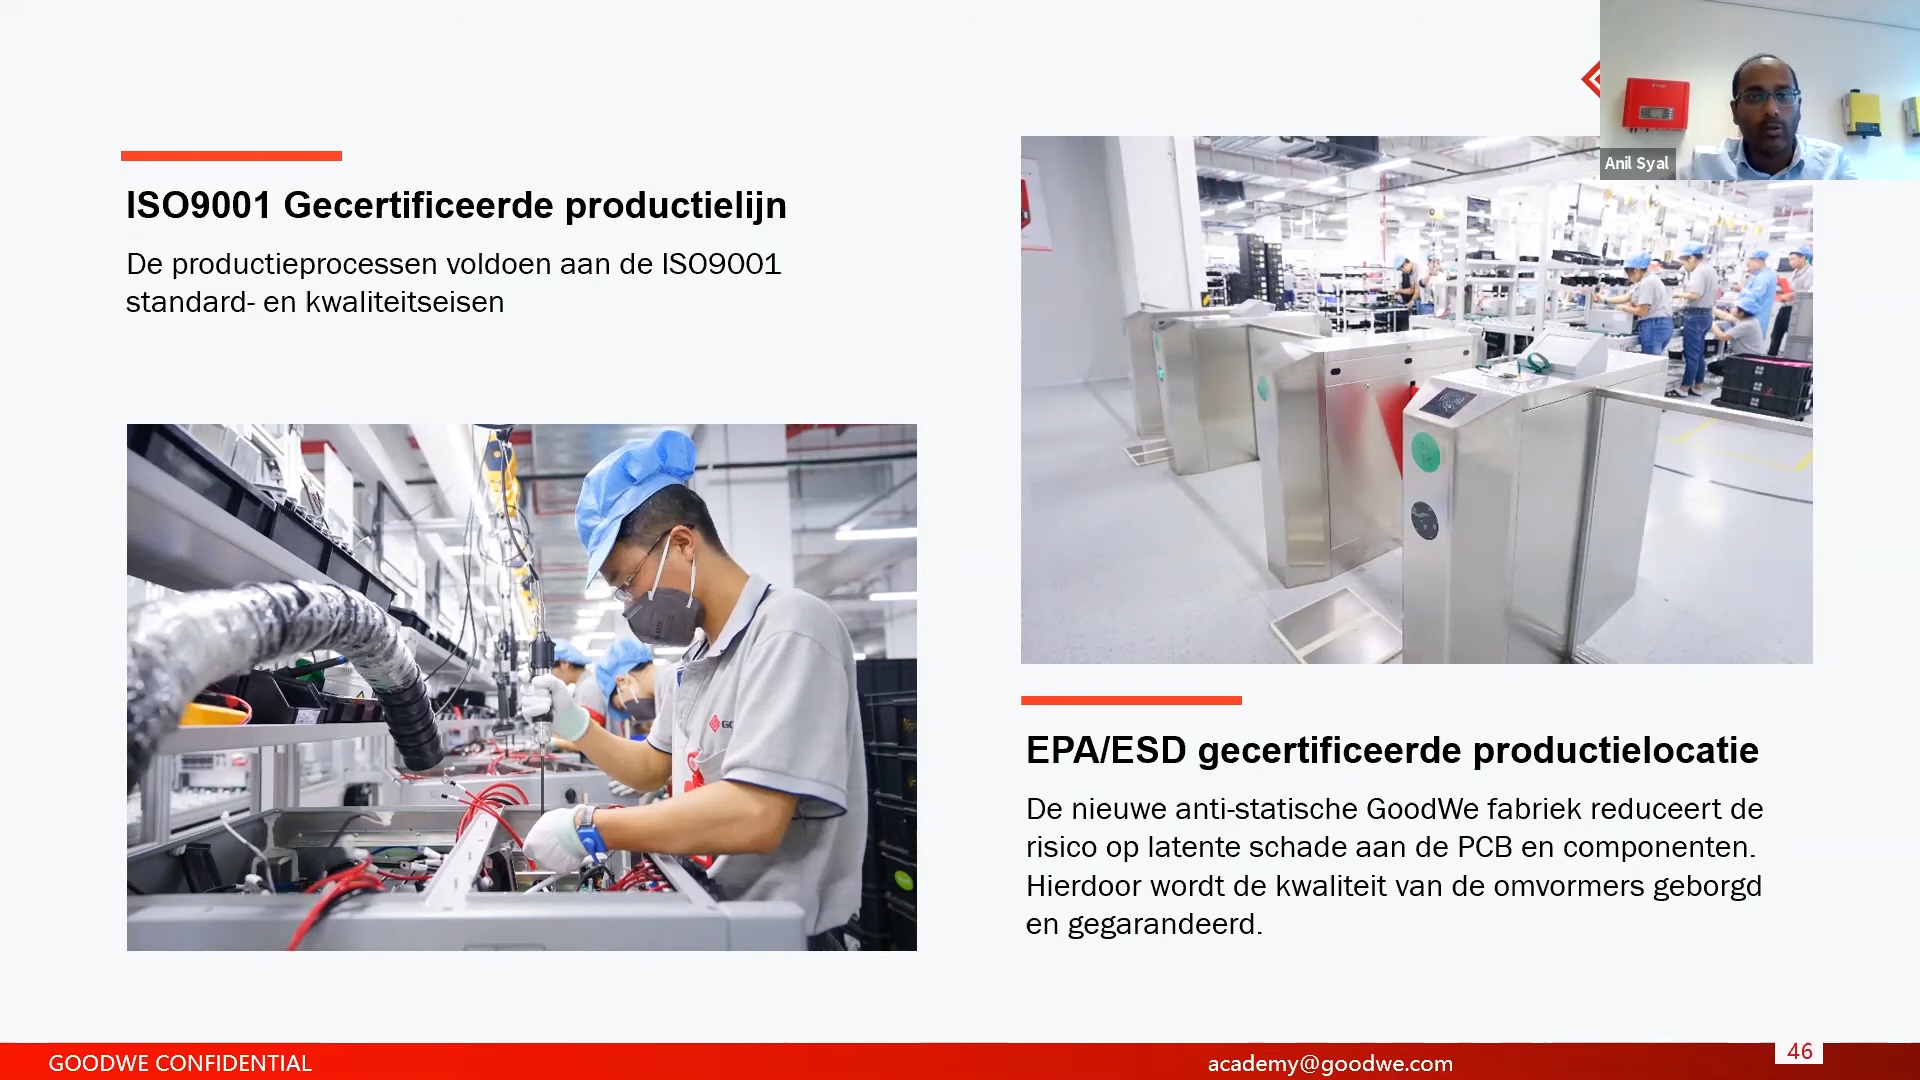 Anil Syal
ISO9001 Gecertificeerde productielijn
De productieprocessen voldoen aan de ISO9001
standard- en kwaliteitseisen
EPA/ESD gecertificeerde productielocatie
De nieuwe anti-statische GoodWe fabriek reduceert de
risico op latente schade aan de PCB en componenten.
Hierdoor wordt de kwaliteit van de omvormers geborgd
en gegarandeerd.
GOODWE CONFIDENTIAL
academy@goodwe.com
46